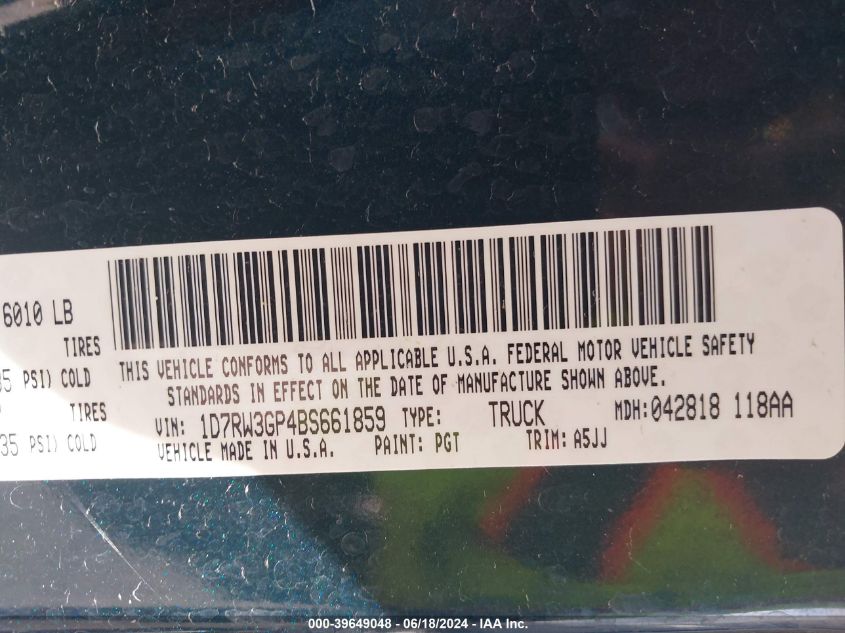 6010 LB
TIRES
35 PSI) COLD
TIRES
35 PSI) COLD
THIS VEHICLE CONFORMS TO ALL APPLICABLE U.S.A. FEDERAL MOTOR VEHICLE SAFETY
STANDARDS IN EFFECT ON THE DATE OF MANUFACTURE SHOWN ABOVE.
VIN: 1D7RW3GP4BS661859 TYPE: TRUCK MDH:042818 118AA
VEHICLE MADE IN U.S.A. PAINT: PGT TRIM: A5JJ
000-39649048 - 06/18/2024 - IAA Inc.